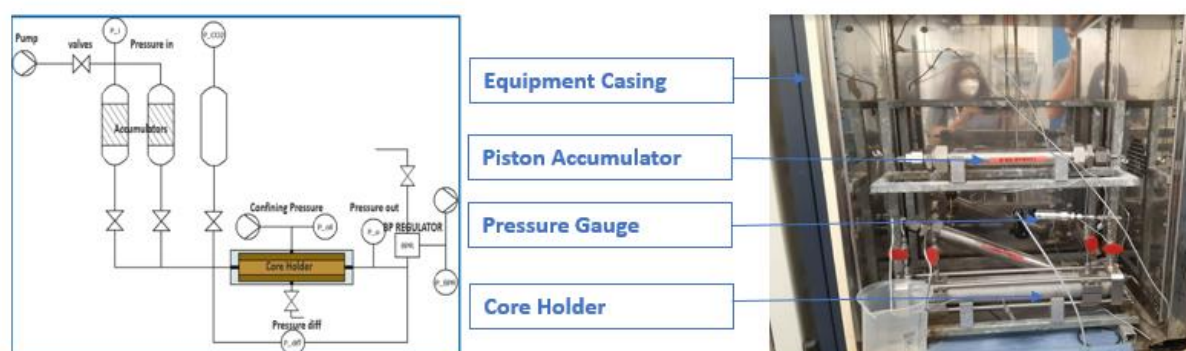 P_i
P_CO2
Pump
valves
Pressure in
Accumulators
Confining Pressure
P_oil
Pressure out
P_o
BP REGULATOR
BPR
P_BPR
Core Holder
Pressure diff
P_diff
Equipment Casing
Piston Accumulator
Pressure Gauge
Core Holder